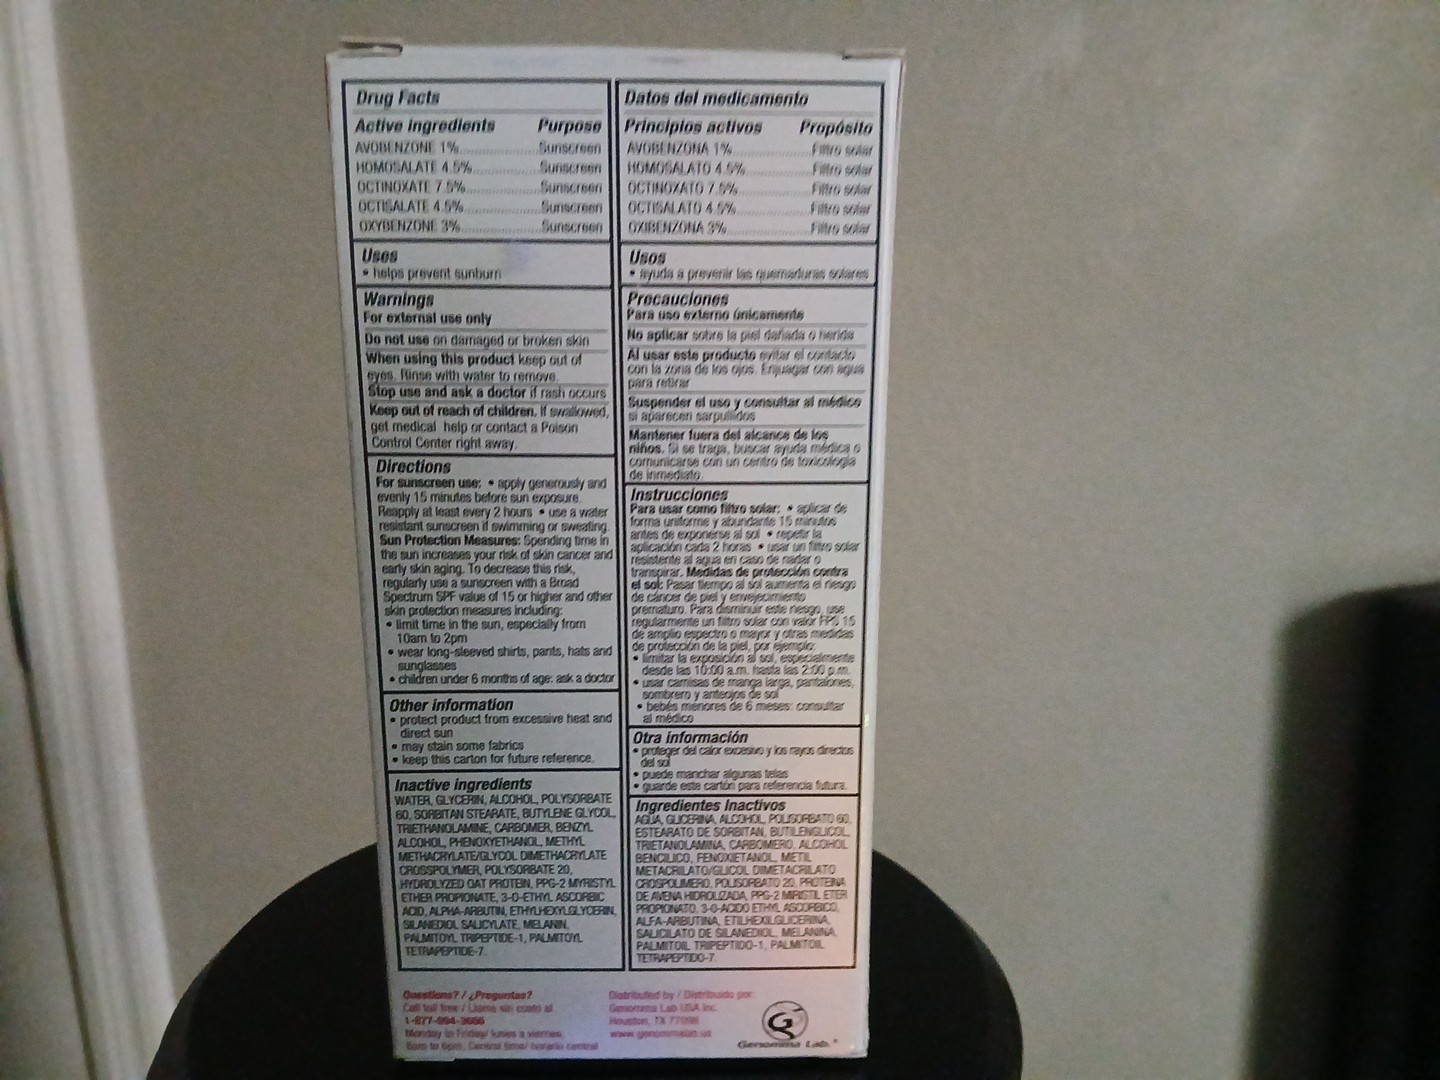 Drug Facts
Active ingredients Purpose
AVOBENZONE 1%..................Sunscreen
HOMOSALATE 4.5%..................Sunscreen
OCTINOXATE 7.5%..................Sunscreen
OCTISALATE 4.5%..................Sunscreen
OXYBENZONE 3%..................Sunscreen
Uses
• helps prevent sunburn
Warnings
For external use only
Do not use on damaged or broken skin
When using this product keep out of
eyes. Rinse with water to remove.
Stop use and ask a doctor if rash occurs
Keep out of reach of children. If swallowed,
get medical help or contact a Poison
Control Center right away.
Directions
For sunscreen use: • apply generously and
evenly 15 minutes before sun exposure.
Reapply at least every 2 hours • use a water
resistant sunscreen if swimming or sweating.
Sun Protection Measures: Spending time in
the sun increases your risk of skin cancer and
early skin aging. To decrease this risk,
regularly use a sunscreen with a Broad
Spectrum SPF value of 15 or higher and other
skin protection measures including:
• limit time in the sun, especially from
10am to 2pm
• wear long-sleeved shirts, pants, hats and
sunglasses
• children under 6 months of age: ask a doctor
Other information
• protect product from excessive heat and
direct sun
• may stain some fabrics
• keep this carton for future reference.
Inactive ingredients
WATER, GLYCERIN, ALCOHOL, POLYSORBATE
60, SORBITAN STEARATE, BUTYLENE GLYCOL,
TRIETHANOLAMINE, CARBOMER, BENZYL
ALCOHOL, PHENOXYETHANOL, METHYL
METHACRYLATE/GLYCOL DIMETHACRYLATE
CROSSPOLYMER, POLYSORBATE 20,
HYDROLYZED OAT PROTEIN, PPG-2 MYRISTYL
ETHER PROPIONATE, 3-O-ETHYL ASCORBIC
ACID, ALPHA-ARBUTIN, ETHYLHEXYLGLYCERIN,
SILANEDIOL SALICYLATE, MELANIN,
PALMITOYL TRIPEPTIDE-1, PALMITOYL
TETRAPEPTIDE-7.
Datos del medicamento
Principios activos Propósito
AVOBENZONA 1%..................Filtro solar
HOMOSALATO 4.5%..................Filtro solar
OCTINOXATO 7.5%..................Filtro solar
OCTISALATO 4.5%..................Filtro solar
OXIBENZONA 3%..................Filtro solar
Usos
• ayuda a prevenir las quemaduras solares
Precauciones
Para uso externo únicamente
No aplicar sobre la piel dañada o herida
Al usar este producto evitar el contacto
con la zona de los ojos. Enjuagar con agua
para retirar
Suspender el uso y consultar al médico
si aparecen sarpullidos
Mantener fuera del alcance de los
niños. Si se traga, buscar ayuda médica o
comunicarse con un centro de toxicología
de inmediato.
Instrucciones
Para usar como filtro solar: • aplicar de
forma uniforme y abundante 15 minutos
antes de exponerse al sol • repetir la
aplicación cada 2 horas • usar un filtro solar
resistente al agua en caso de nadar o
transpirar. Medidas de protección contra
el sol: Pasar tiempo al sol aumenta el riesgo
de cáncer de piel y envejecimiento
prematuro. Para disminuir este riesgo, use
regularmente un filtro solar con valor FPS 15
de amplio espectro o mayor y otras medidas
de protección de la piel, por ejemplo:
• limitar la exposición al sol, especialmente
desde las 10:00 a.m. hasta las 2:00 p.m.
• usar camisas de manga larga, pantalones,
sombrero y anteojos de sol
• bebés menores de 6 meses: consultar
al médico
Otra información
• proteger del calor excesivo y los rayos directos
del sol
• puede manchar algunas telas
• guarde este cartón para referencia futura.
Ingredientes Inactivos
AGUA, GLICERINA, ALCOHOL, POLISORBATO 60,
ESTEARATO DE SORBITAN, BUTILENGLICOL,
TRIETANOLAMINA, CARBOMERO, ALCOHOL
BENCILICO, FENOXIETANOL, METIL
METACRILATO/GLICOL DIMETACRILATO
CROSPOLIMERO, POLISORBATO 20, PROTEINA
DE AVENA HIDROLIZADA, PPG-2 MIRISTIL ETER
PROPIONATO, 3-O-ACIDO ETHYL ASCORBICO,
ALFA-ARBUTINA, ETILHEXILGLICERINA,
SALICILATO DE SILANEDIOL, MELANINA,
PALMITOIL TRIPEPTIDO-1, PALMITOIL
TETRAPEPTIDO-7.
Questions? / ¿Preguntas?
Call toll free / Llame sin costo al
1-877-994-3666
Monday to Friday/ lunes a viernes,
8am to 6pm, Central time/ horario central
Distributed by / Distribuido por:
Genomma Lab USA Inc.
Houston, TX 77098
www.genommalab.us
Genomma Lab.®